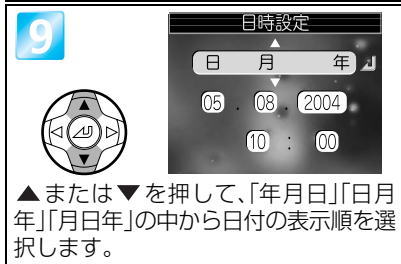 9
日時設定
日 月 年
05 . 08 . 2004
10 : 00
▲または▼を押して、「年月日」「日月
年」「月日年」の中から日付の表示順を選
択します。